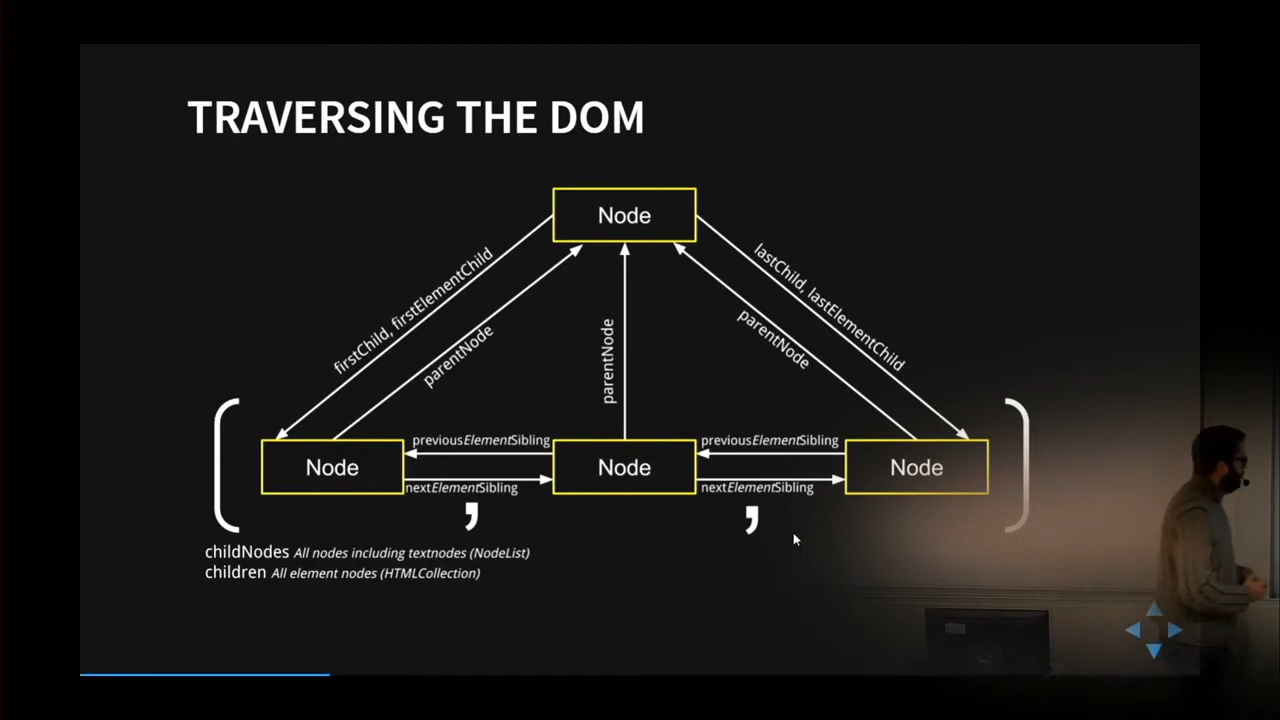 TRAVERSING THE DOM
Node
firstChild, firstElementChild
parentNode
parentNode
parentNode
lastChild, lastElementChild
previousElementSibling
previousElementSibling
Node
Node
Node
nextElementSibling
nextElementSibling
,
,
childNodes All nodes including textnodes (NodeList)
children All element nodes (HTMLCollection)